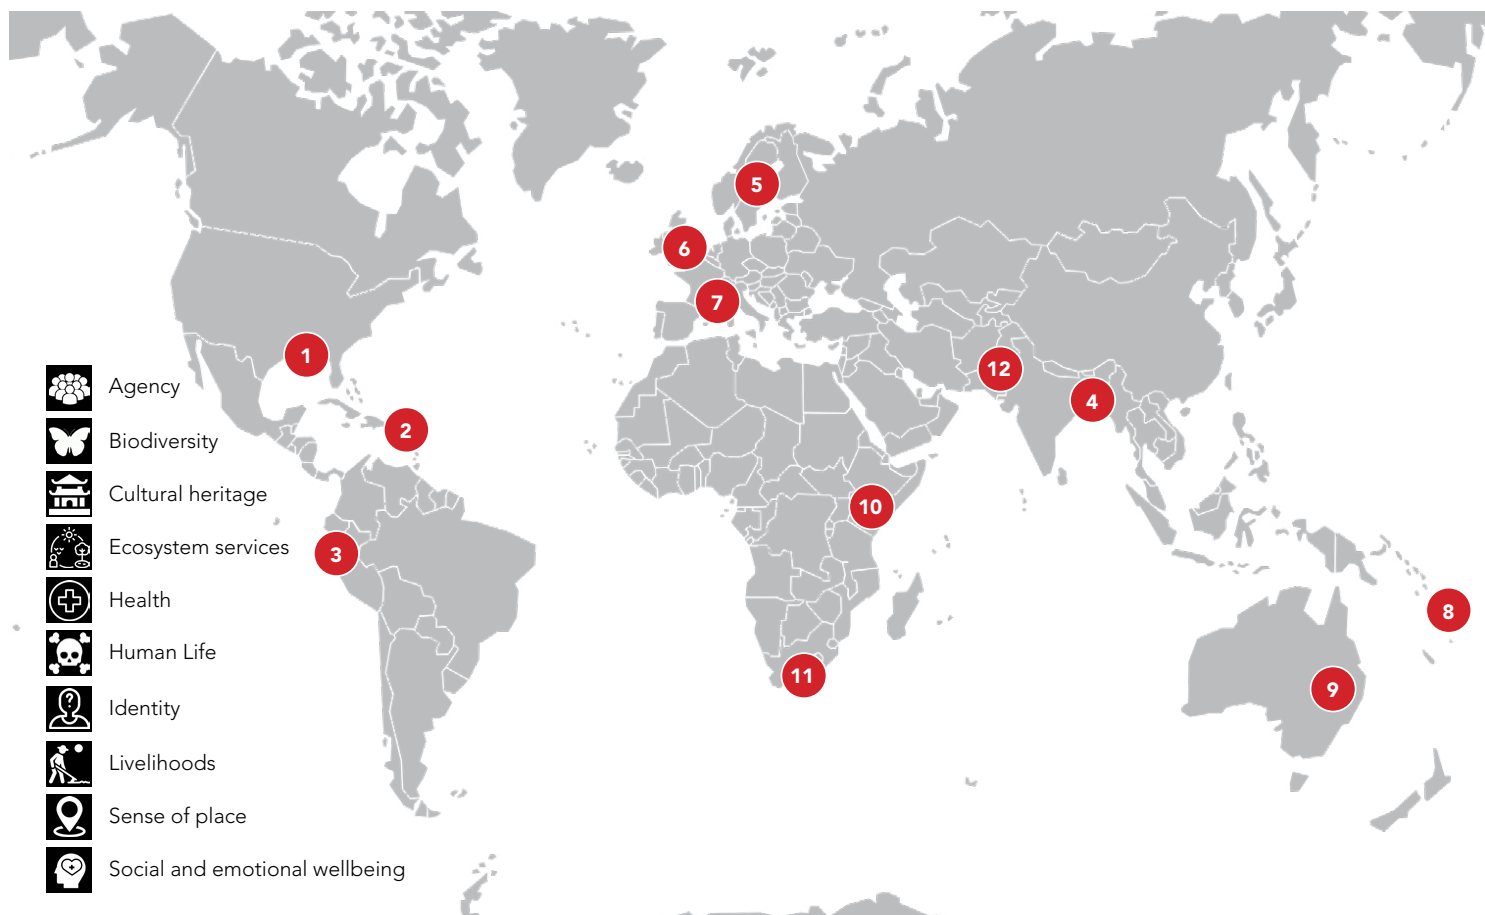 5
6
7
1
12
4
2
10
3
8
11
9
Agency
Biodiversity
Cultural heritage
Ecosystem services
Health
Human Life
?
Identity
Livelihoods
Sense of place
Social and emotional wellbeing